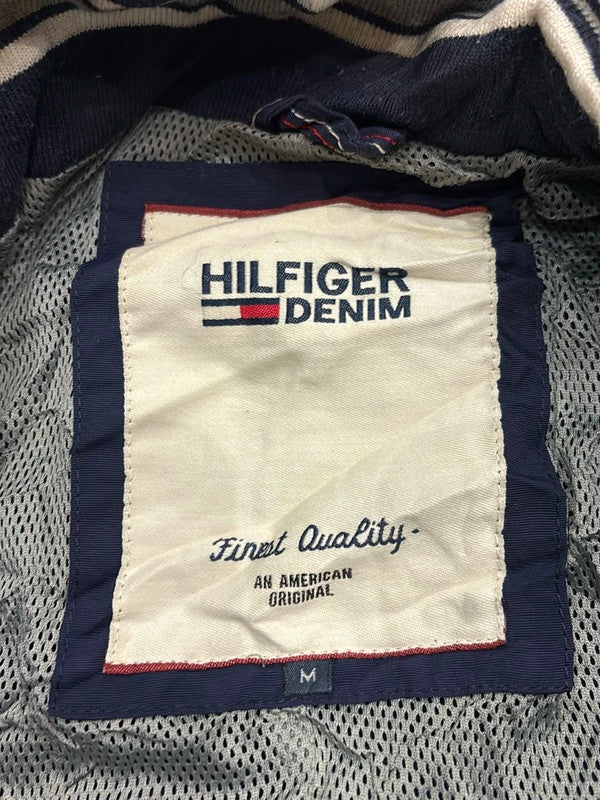 HILFIGER
DENIM
Finest Quality
AN AMERICAN
ORIGINAL
M